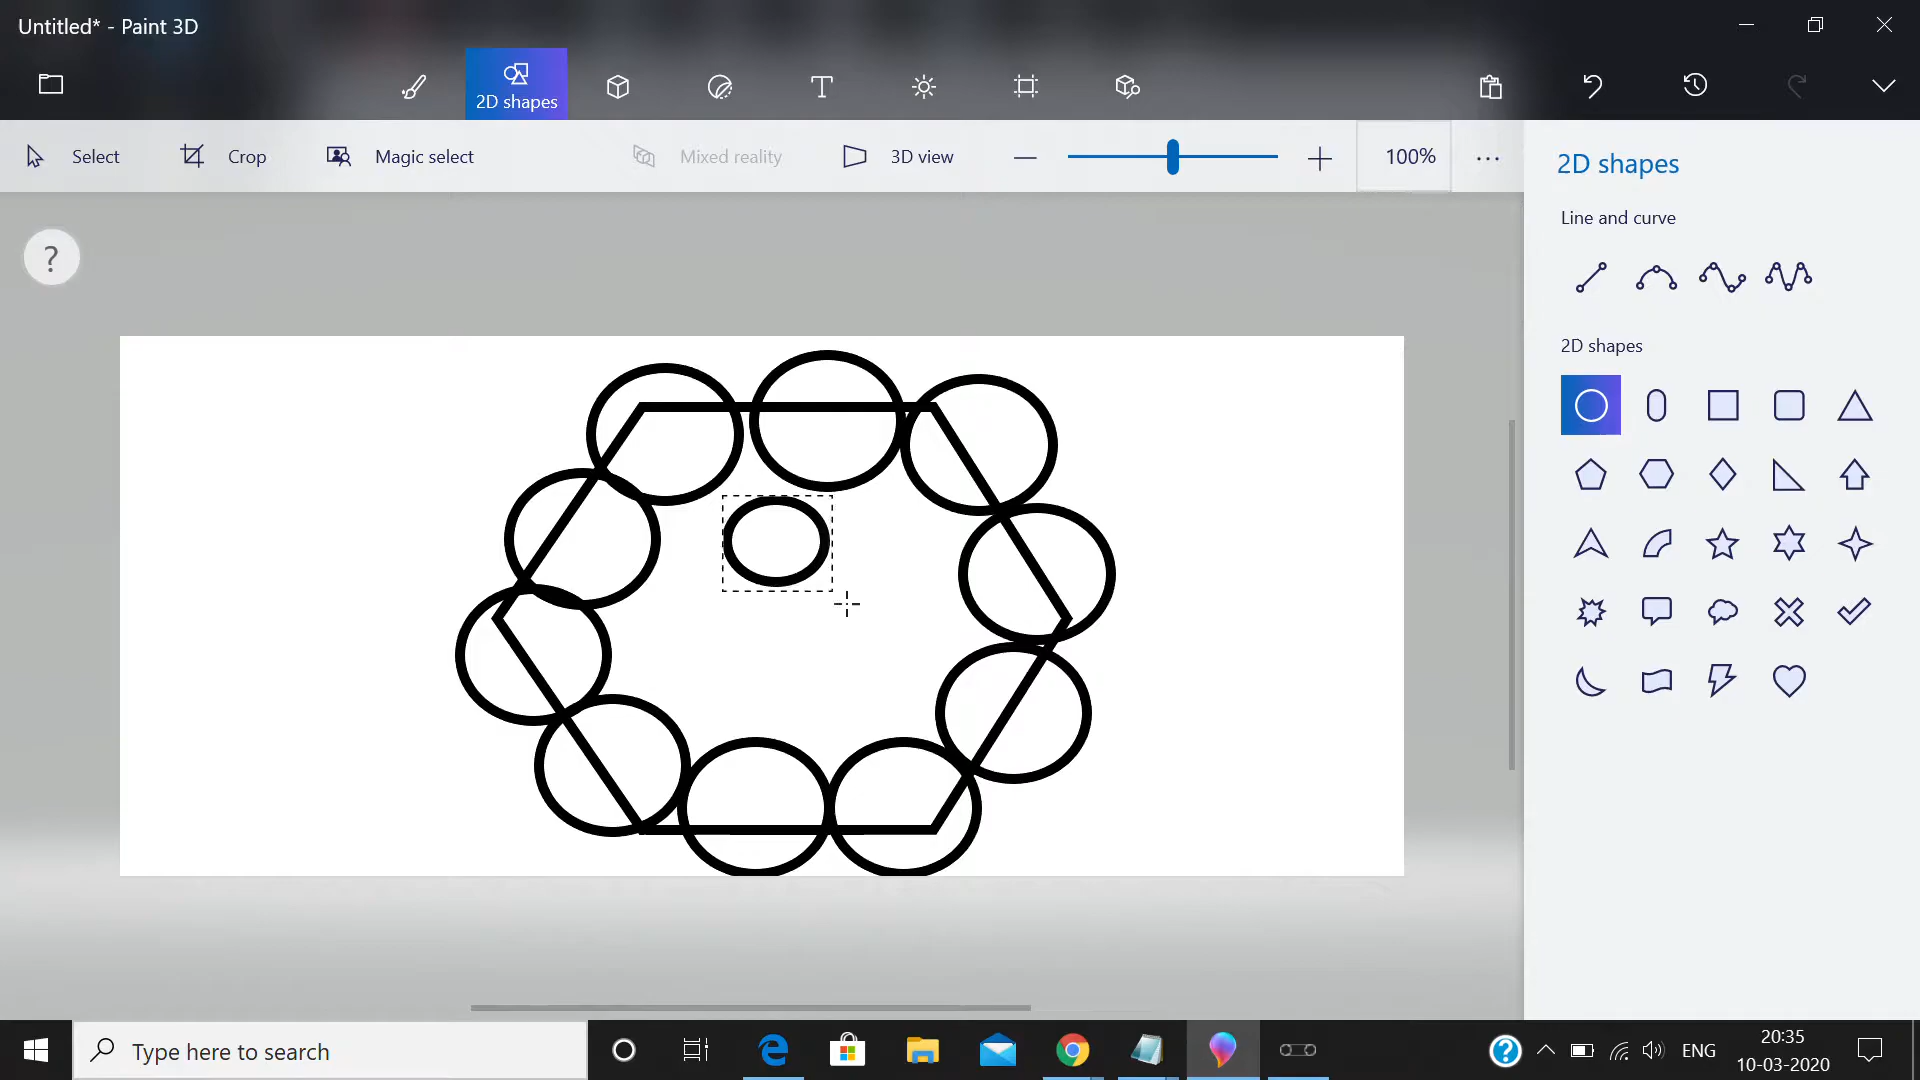 Untitled* - Paint 3D
2D shapes
Select
Crop
Magic select
Mixed reality
3D view
100%
2D shapes
Line and curve
2D shapes
Type here to search
ENG
20:35
10-03-2020